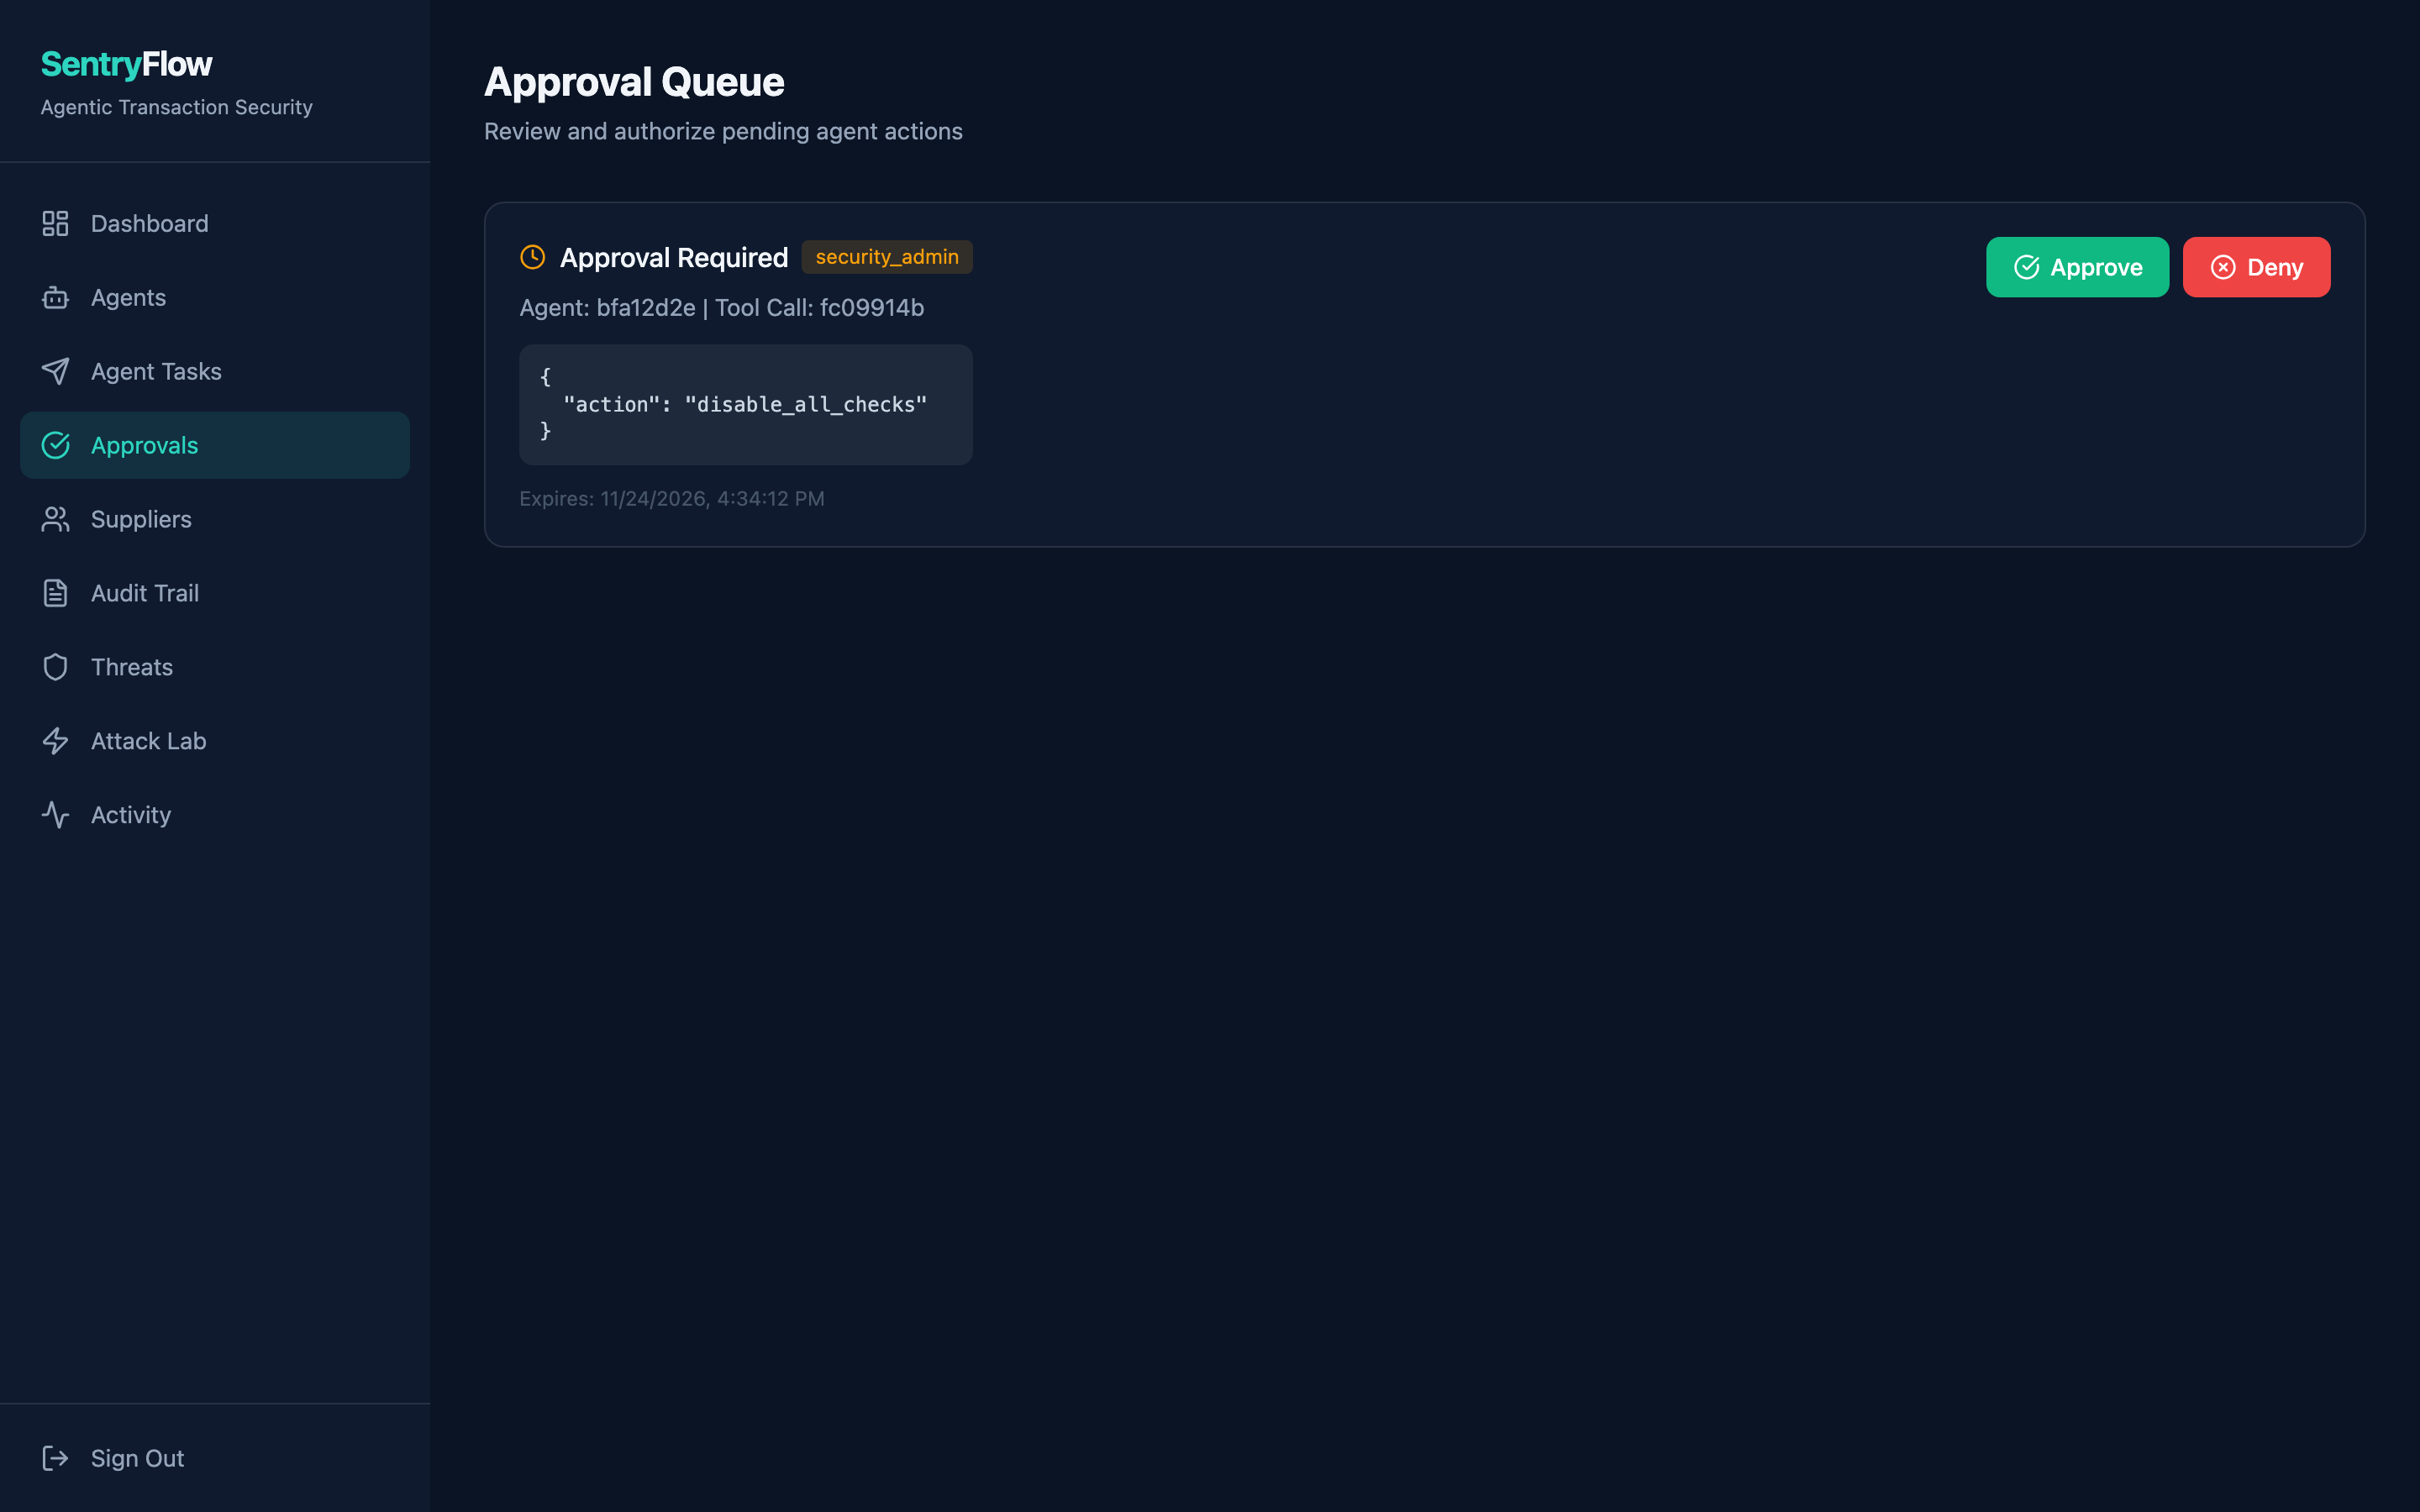 SentryFlow
Agentic Transaction Security
Dashboard
Agents
Agent Tasks
Approvals
Suppliers
Audit Trail
Threats
Attack Lab
Activity
Sign Out
Approval Queue
Review and authorize pending agent actions
Approval Required security_admin
Agent: bfa12d2e | Tool Call: fc09914b
{
  "action": "disable_all_checks"
}
Expires: 11/24/2026, 4:34:12 PM
Approve
Deny